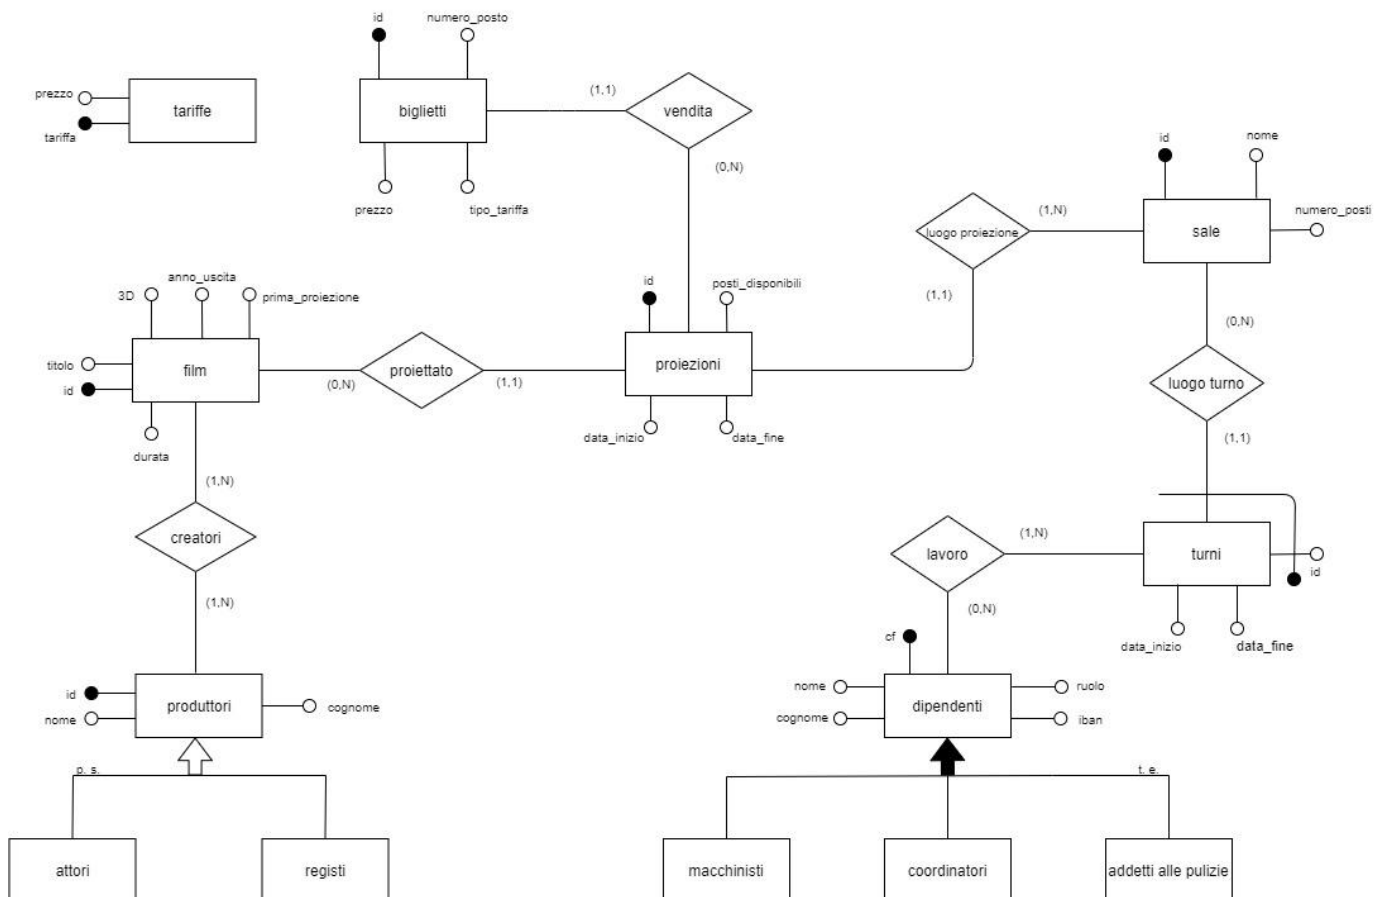 id
numero_posto
prezzo
tariffa
tariffe
biglietti
(1,1)
vendita
prezzo
tipo_tariffa
(0,N)
id
nome
numero_posti
sale
(1,N)
luogo proiezione
(1,1)
(0,N)
luogo turno
(1,1)
3D
anno_uscita
prima_proiezione
titolo
id
film
durata
(0,N)
proiettato
(1,1)
id
posti_disponibili
proiezioni
data_inizio
data_fine
(1,N)
creatori
(1,N)
lavoro
(1,N)
(0,N)
turni
id
data_inizio
data_fine
id
nome
produttori
cognome
cf
nome
cognome
dipendenti
ruolo
iban
p. s.
t. e.
attori
registi
macchinisti
coordinatori
addetti alle pulizie